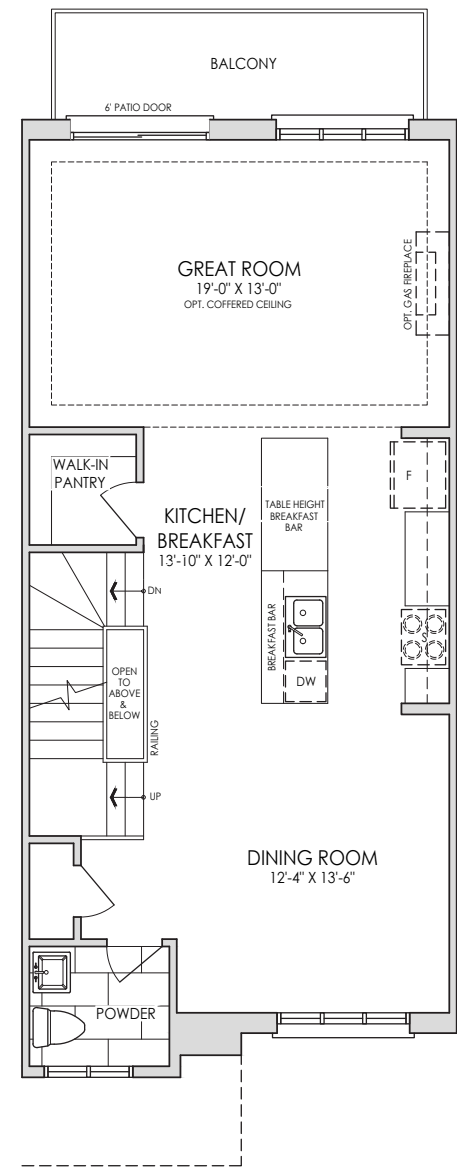 BALCONY
6' PATIO DOOR
GREAT ROOM
19'-0" X 13'-0"
OPT. COFFERED CEILING
OPT. GAS FIREPLACE
WALK-IN
PANTRY
KITCHEN/
BREAKFAST
13'-10" X 12'-0"
TABLE HEIGHT
BREAKFAST
BAR
F
DN
BREAKFAST BAR
S
DW
OPEN
TO
ABOVE
&
BELOW
RAILING
UP
DINING ROOM
12'-4" X 13'-6"
POWDER